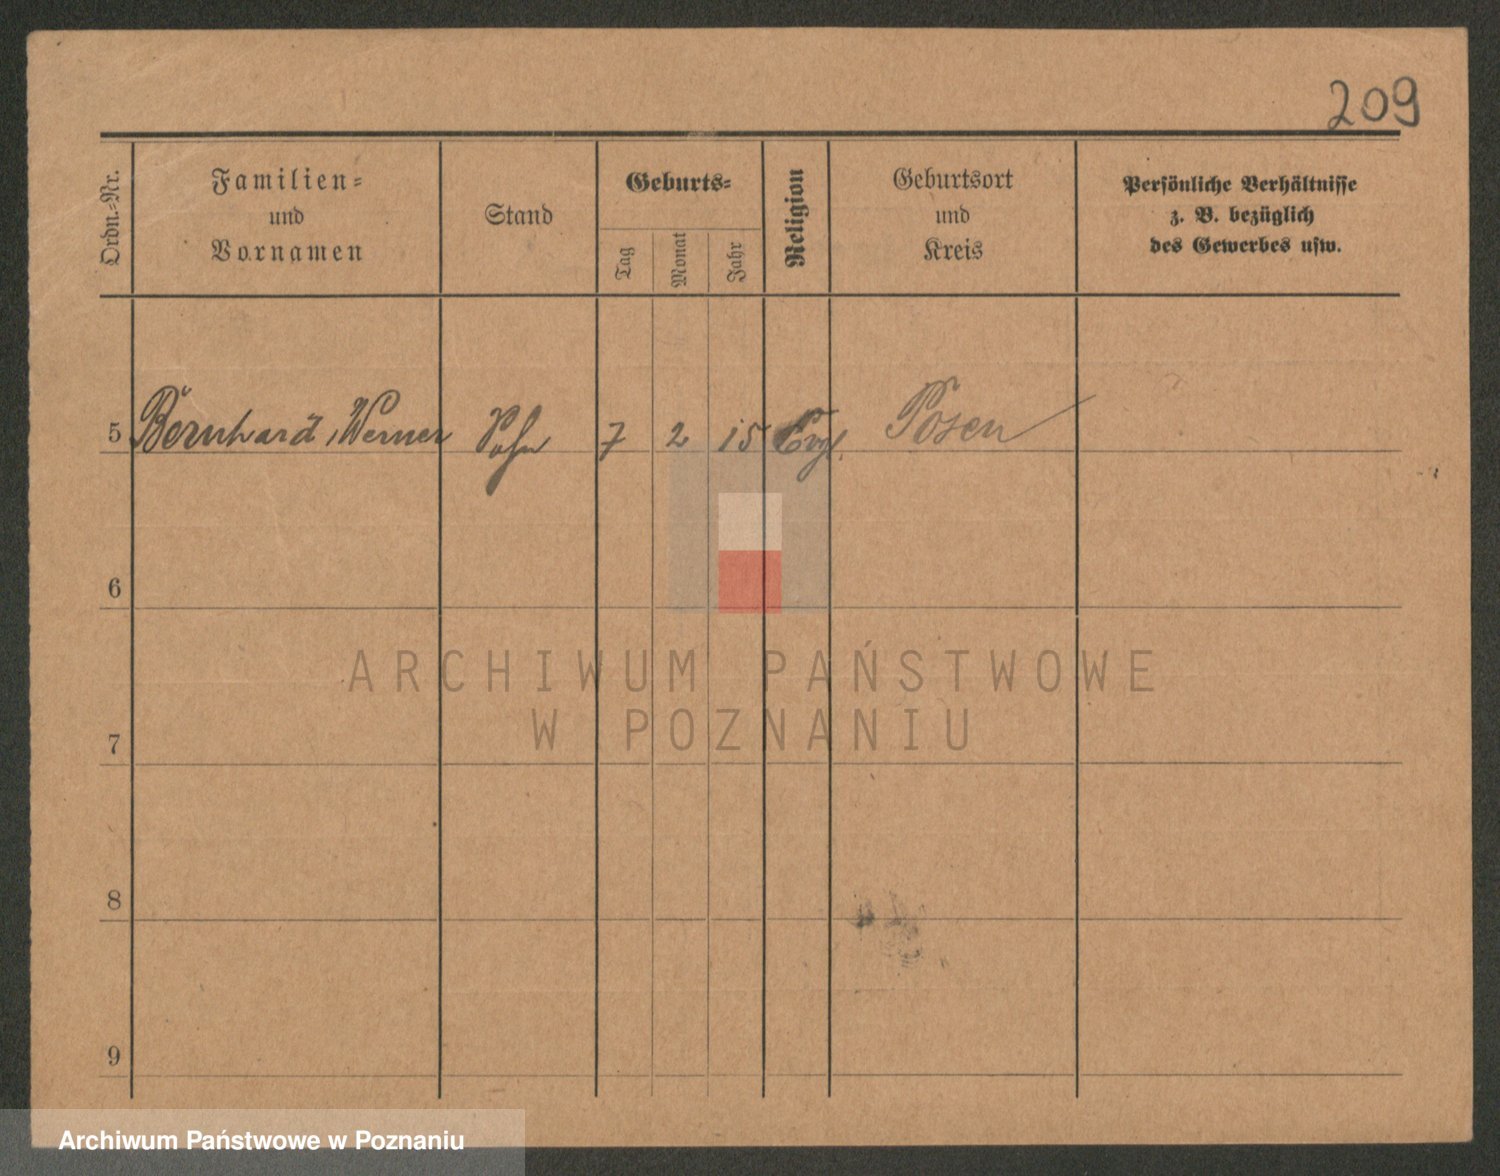 209
Ordn.-Nr.
Familien-
und
Vornamen
Stand
Geburts-
Tag
Monat
Jahr
Religion
Geburtsort
und
Kreis
Persönliche Verhältnisse
z. B. bezüglich
des Gewerbes usw.
5 Bernhard, Werner Sohn 7 2 15 Evgl. Posen
6
7
8
9
ARCHIWUM PAŃSTWOWE
W POZNANIU
Archiwum Państwowe w Poznaniu